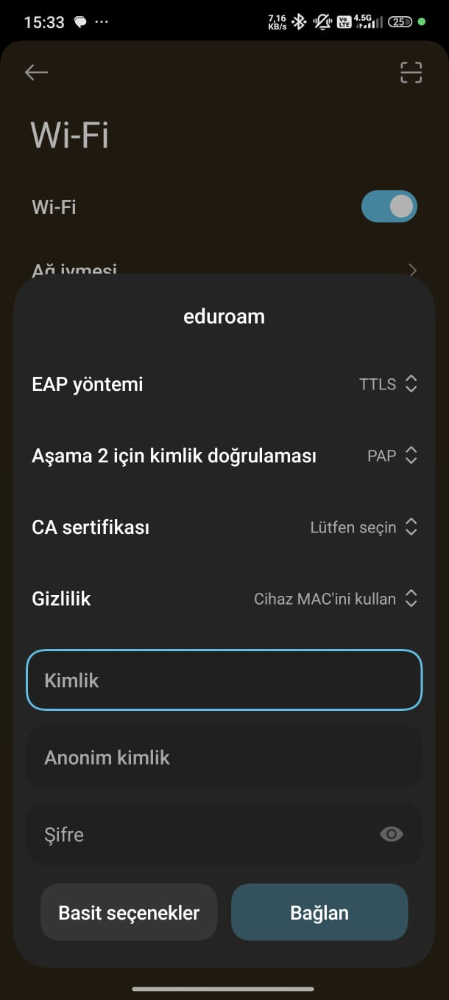 15:33
7,16 KB/s
Vo LTE
4.5G
25
Wi-Fi
Wi-Fi
Ağ ivmesi
eduroam
EAP yöntemi TTLS
Aşama 2 için kimlik doğrulaması PAP
CA sertifikası Lütfen seçin
Gizlilik Cihaz MAC'ini kullan
Kimlik
Anonim kimlik
Şifre
Basit seçenekler Bağlan